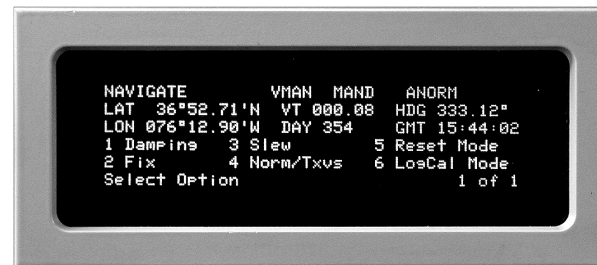 NAVIGATE VMAN MAND ANORM
LAT 36°52.71'N VT 000.08 HDG 333.12°
LON 076°12.90'W DAY 354 GMT 15:44:02
1 Damping 3 Slew 5 Reset Mode
2 Fix 4 Norm/Txvs 6 LogCal Mode
Select Option 1 of 1